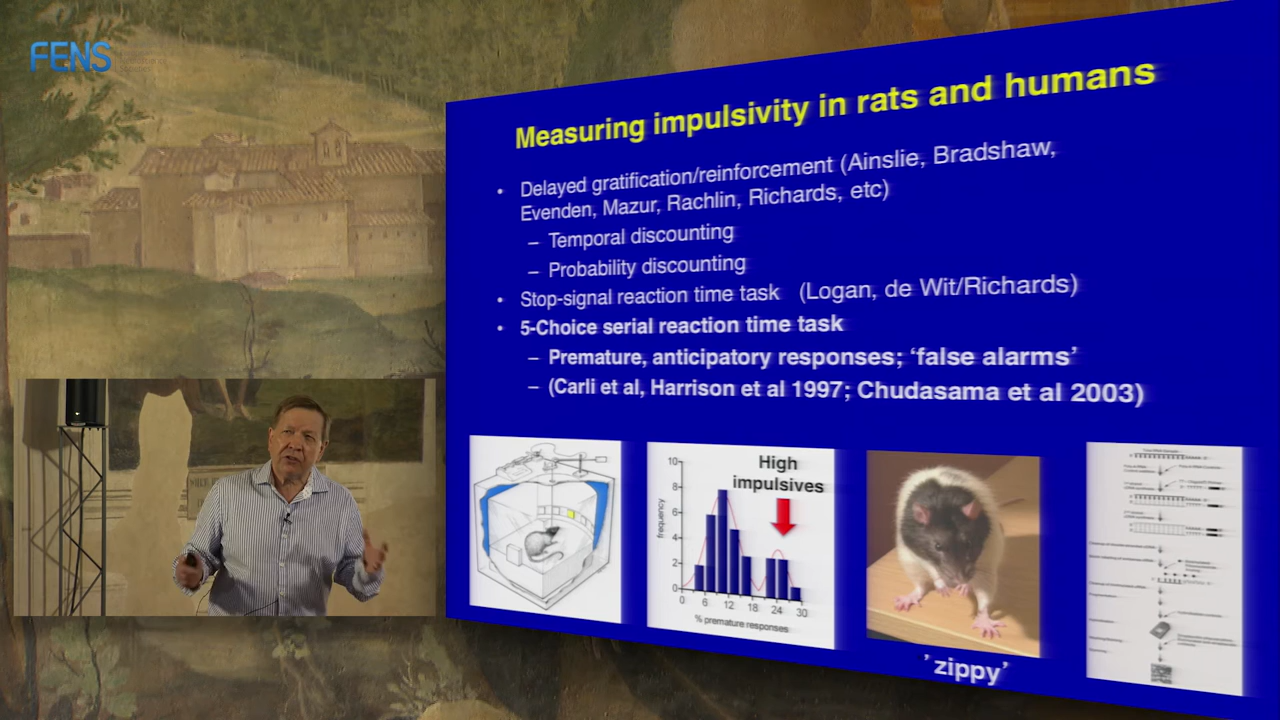 FENS
Measuring impulsivity in rats and humans
• Delayed gratification/reinforcement (Ainslie, Bradshaw,
Evenden, Mazur, Rachlin, Richards, etc)
– Temporal discounting
– Probability discounting
• Stop-signal reaction time task (Logan, de Wit/Richards)
• 5-Choice serial reaction time task
– Premature, anticipatory responses; ‘false alarms’
– (Carli et al, Harrison et al 1997; Chudasama et al 2003)
High
impulsives
frequency
10
8
6
4
2
0
0 6 12 18 24 30
% premature responses
’zippy’